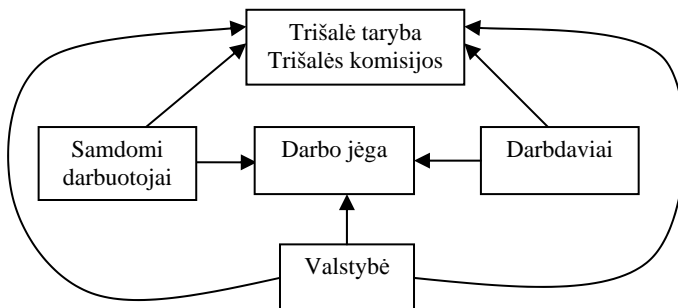 Trišalė taryba
Trišalės komisijos
Samdomi
darbuotojai
Darbo jėga
Darbdaviai
Valstybė